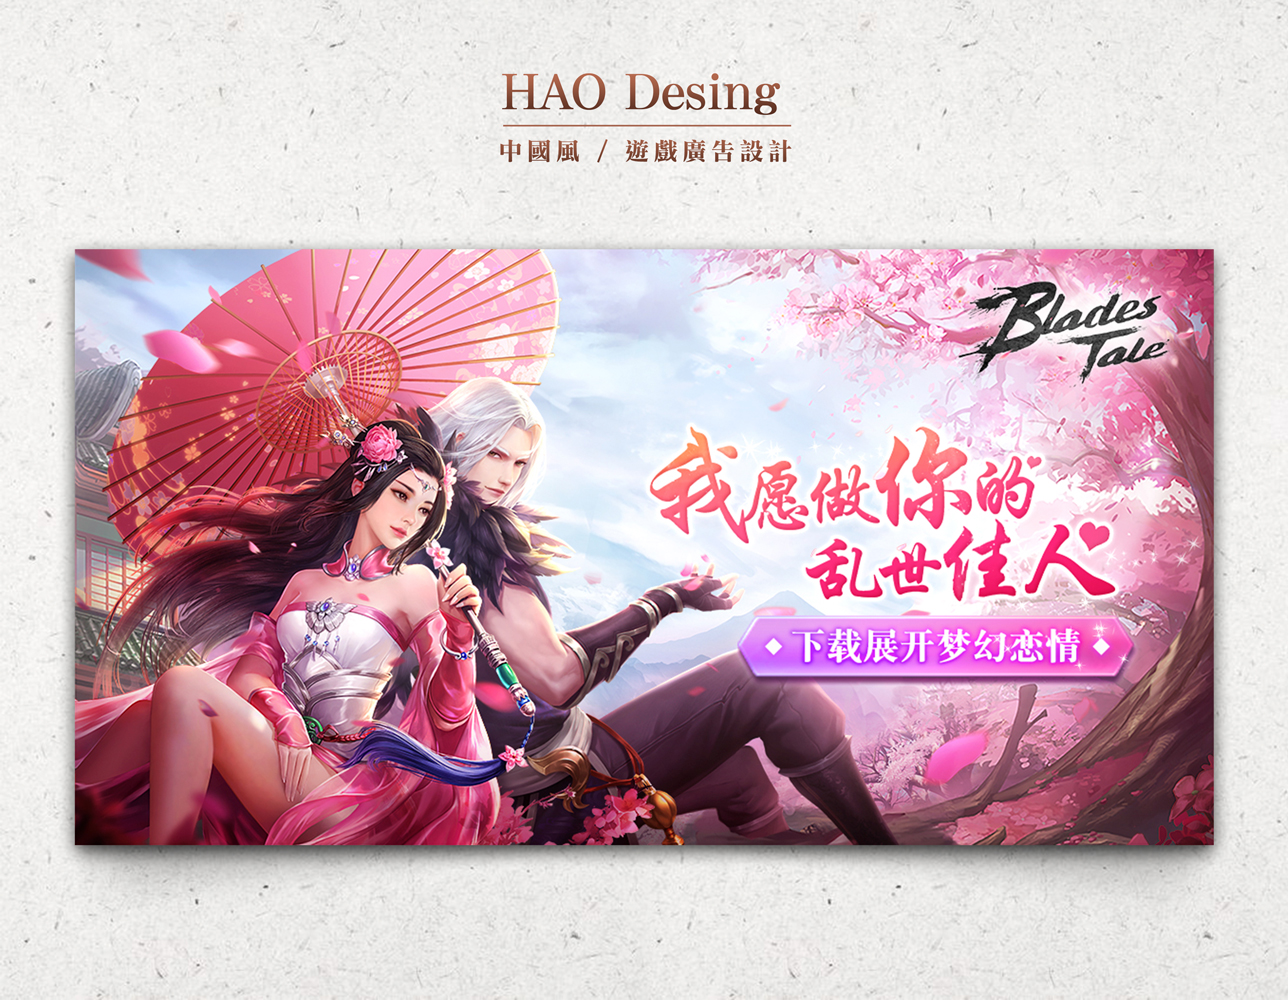 HAO Desing
中國風 / 遊戲廣告設計
Blades
Tale
我愿做你的
乱世佳人
下载展开梦幻恋情